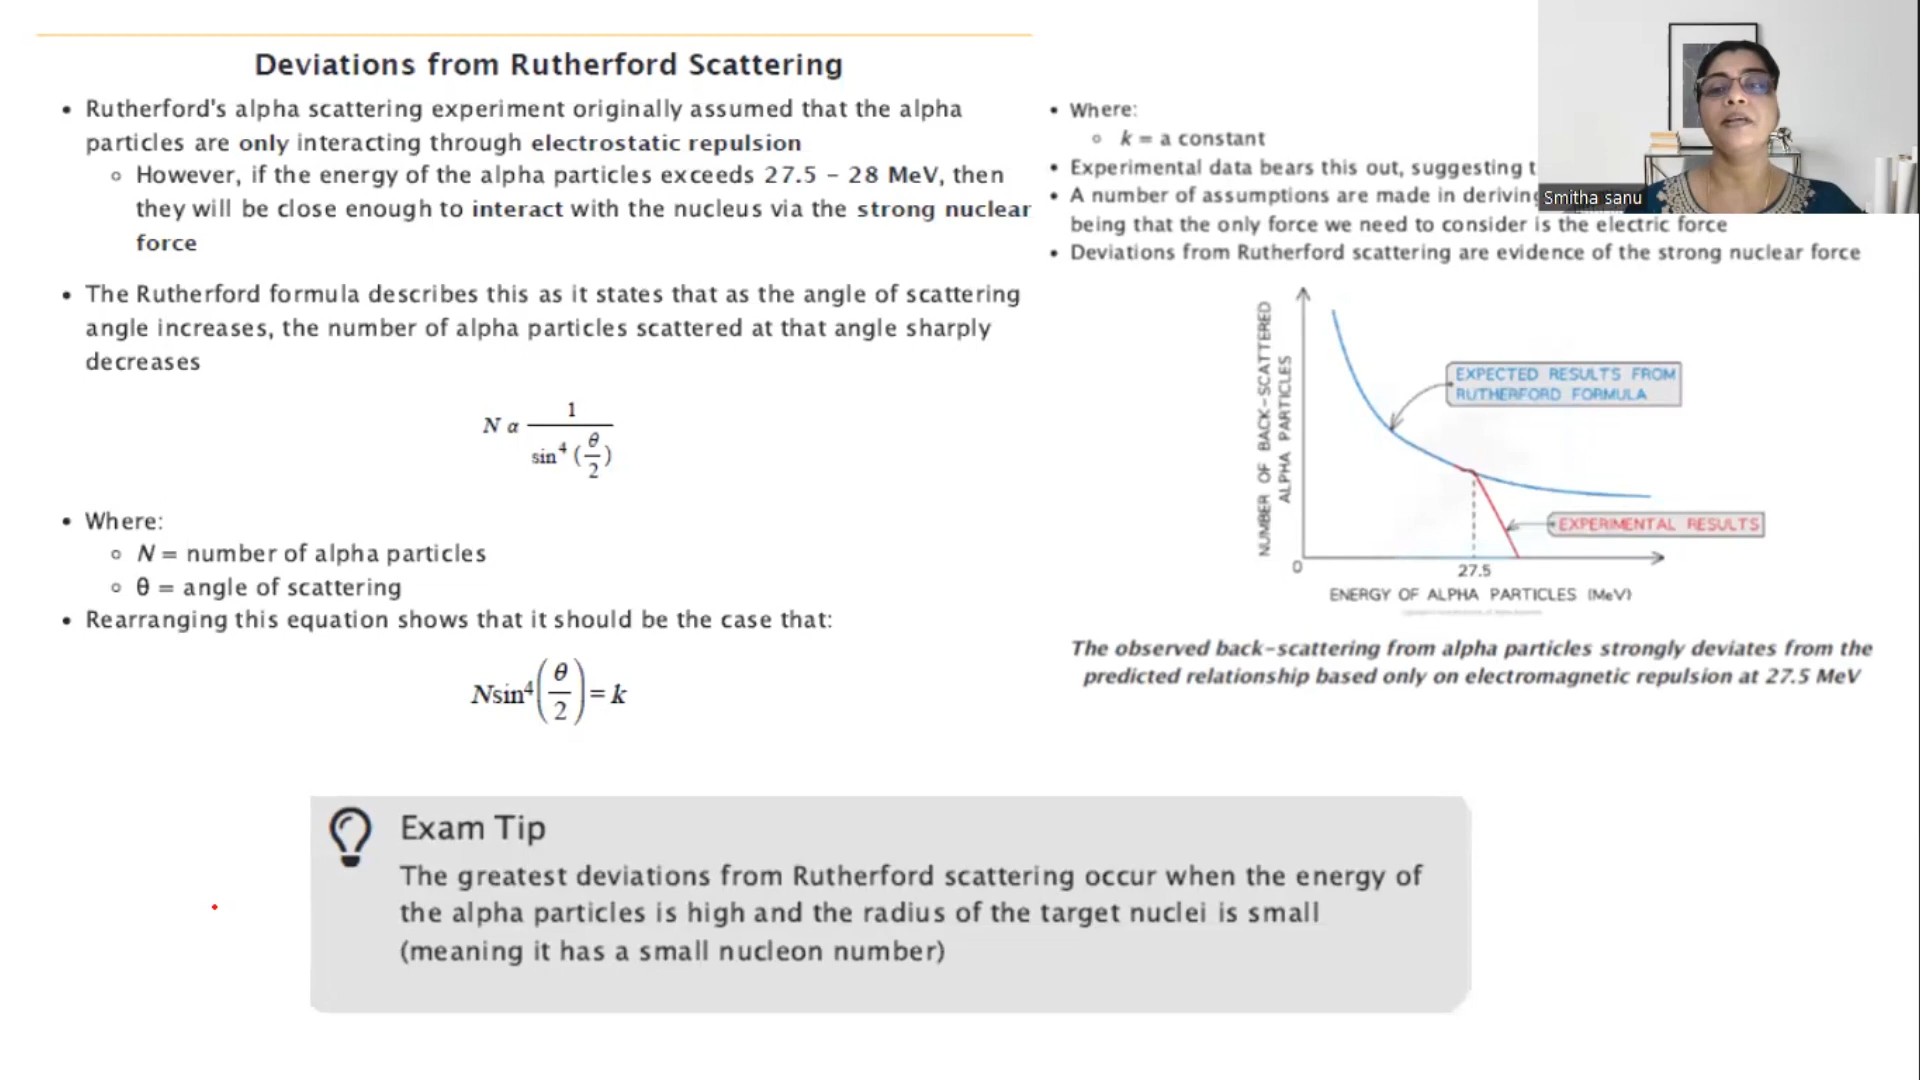 Deviations from Rutherford Scattering
• Rutherford's alpha scattering experiment originally assumed that the alpha
particles are only interacting through electrostatic repulsion
◦ However, if the energy of the alpha particles exceeds 27.5 – 28 MeV, then
they will be close enough to interact with the nucleus via the strong nuclear
force
• The Rutherford formula describes this as it states that as the angle of scattering
angle increases, the number of alpha particles scattered at that angle sharply
decreases
N α 1 / sin⁴ (θ/2)
• Where:
◦ N = number of alpha particles
◦ θ = angle of scattering
• Rearranging this equation shows that it should be the case that:
Nsin⁴(θ/2) = k
• Where:
◦ k = a constant
• Experimental data bears this out, suggesting
• A number of assumptions are made in
being that the only force we need to consider is the electric force
• Deviations from Rutherford scattering are evidence of the strong nuclear force
NUMBER OF BACK-SCATTERED
ALPHA PARTICLES
EXPECTED RESULTS FROM
RUTHERFORD FORMULA
EXPERIMENTAL RESULTS
0
27.5
ENERGY OF ALPHA PARTICLES (MeV)
The observed back-scattering from alpha particles strongly deviates from the
predicted relationship based only on electromagnetic repulsion at 27.5 MeV
Smitha sanu
Exam Tip
The greatest deviations from Rutherford scattering occur when the energy of
the alpha particles is high and the radius of the target nuclei is small
(meaning it has a small nucleon number)